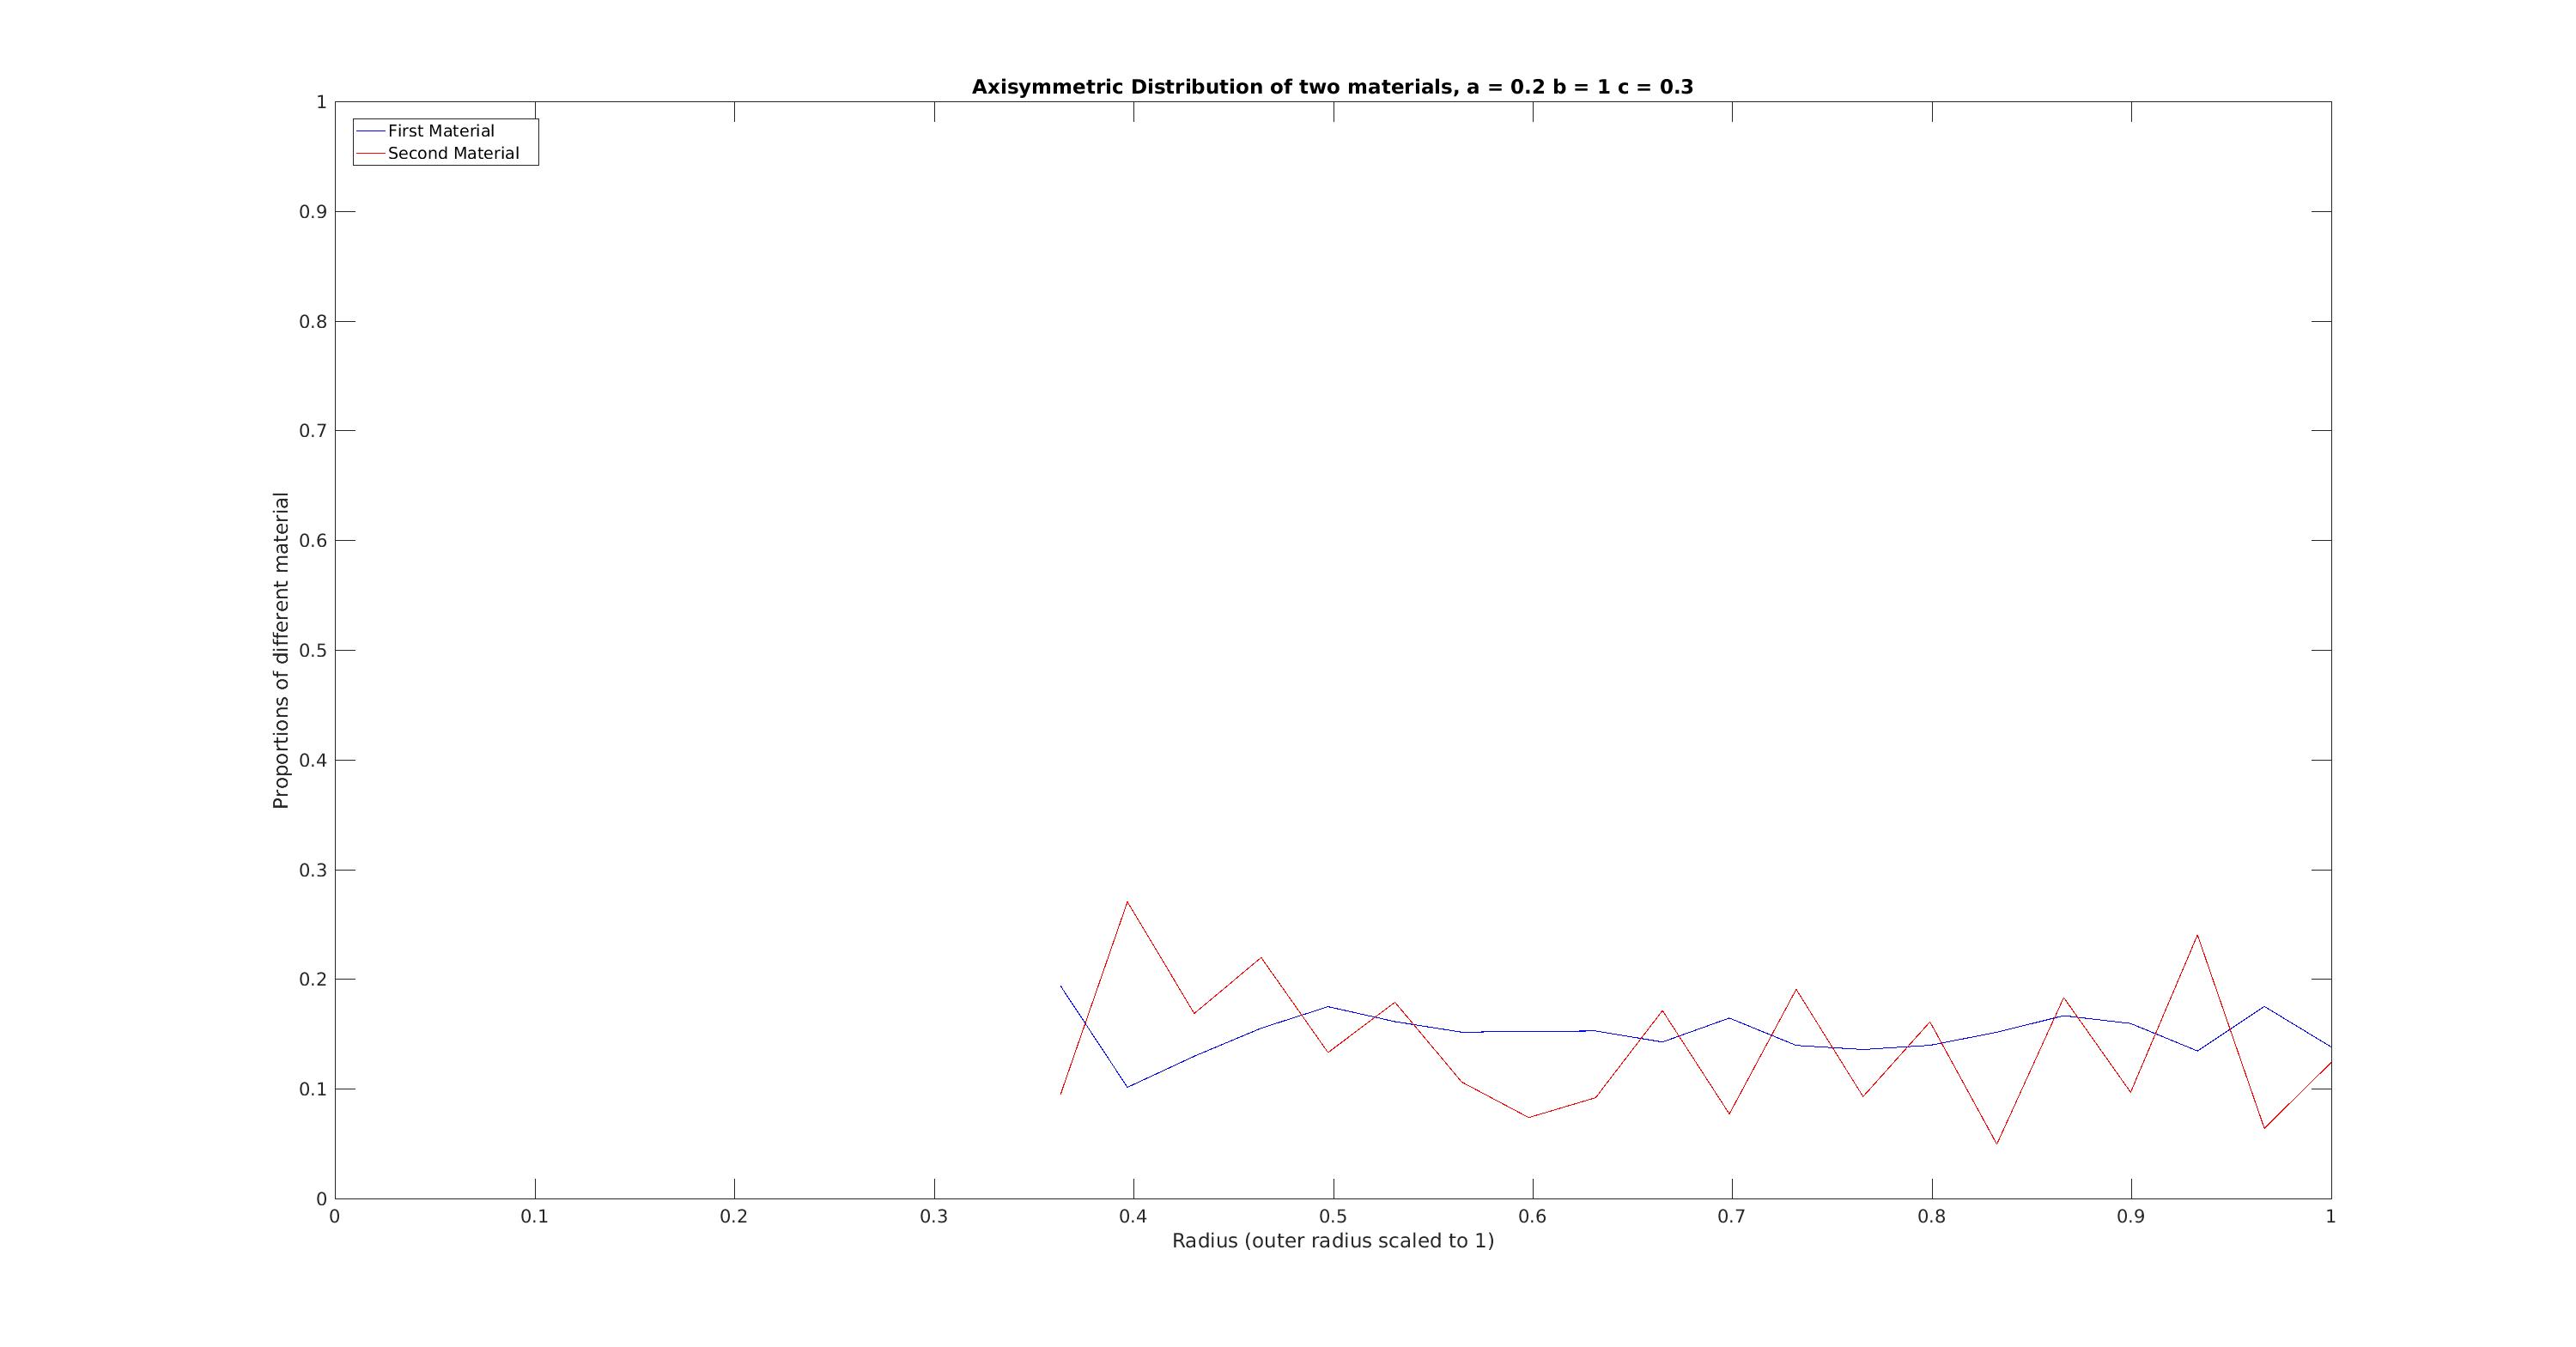 Axisymmetric Distribution of two materials, a = 0.2 b = 1 c = 0.3
First Material
Second Material
1
0.9
0.8
0.7
0.6
0.5
0.4
0.3
0.2
0.1
0
Proportions of different material
0 0.1 0.2 0.3 0.4 0.5 0.6 0.7 0.8 0.9 1
Radius (outer radius scaled to 1)